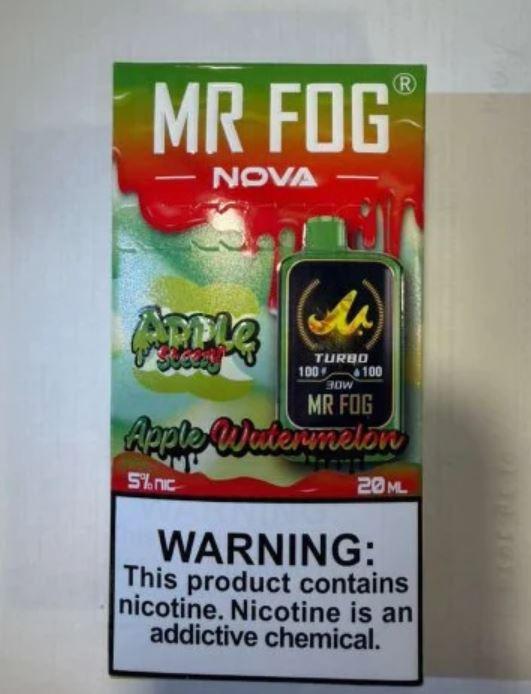 MR FOG®
NOVA
APPLE
TURBO
100 100
30W
MR FOG
Apple Watermelon
5% NIC
20 ML
WARNING:
This product contains
nicotine. Nicotine is an
addictive chemical.